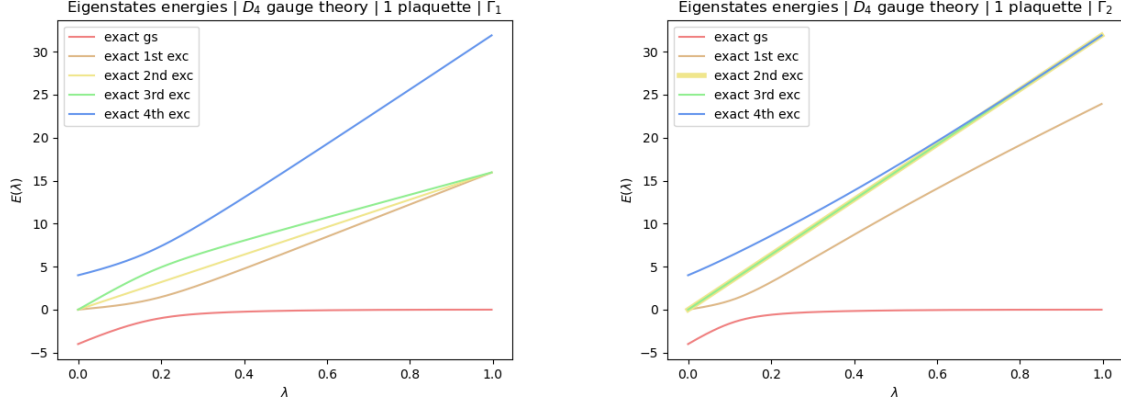 Eigenstates energies | D₄ gauge theory | 1 plaquette | Γ₁
exact gs
exact 1st exc
exact 2nd exc
exact 3rd exc
exact 4th exc
30
25
20
15
10
5
0
−5
E(λ)
0.0 0.2 0.4 0.6 0.8 1.0
λ
Eigenstates energies | D₄ gauge theory | 1 plaquette | Γ₂
exact gs
exact 1st exc
exact 2nd exc
exact 3rd exc
exact 4th exc
30
25
20
15
10
5
0
−5
E(λ)
0.0 0.2 0.4 0.6 0.8 1.0
λ